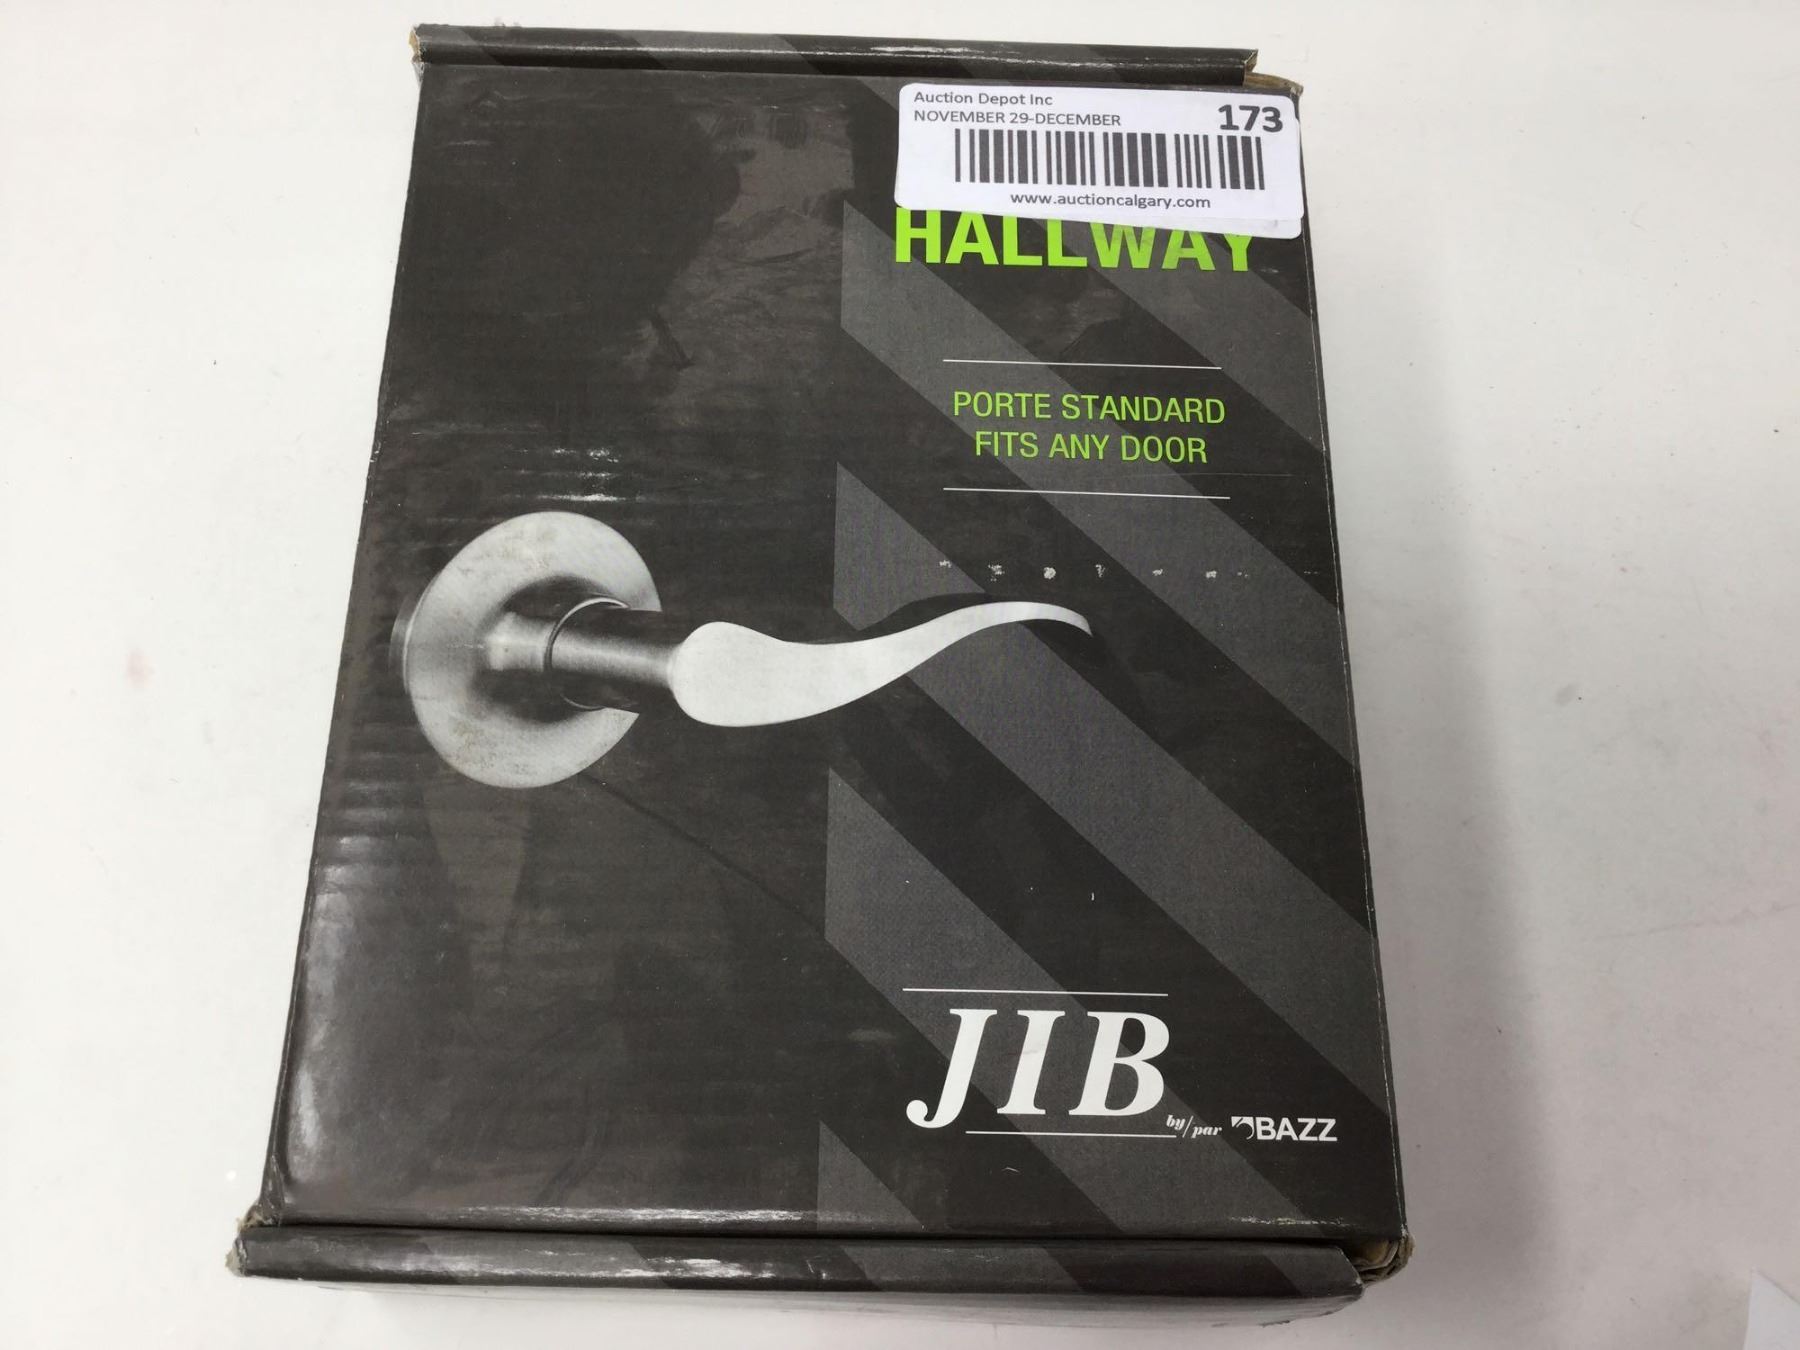 Auction Depot Inc
NOVEMBER 29-DECEMBER
173
www.auctioncalgary.com
HALLWAY
PORTE STANDARD
FITS ANY DOOR
JIB
by/par BAZZ